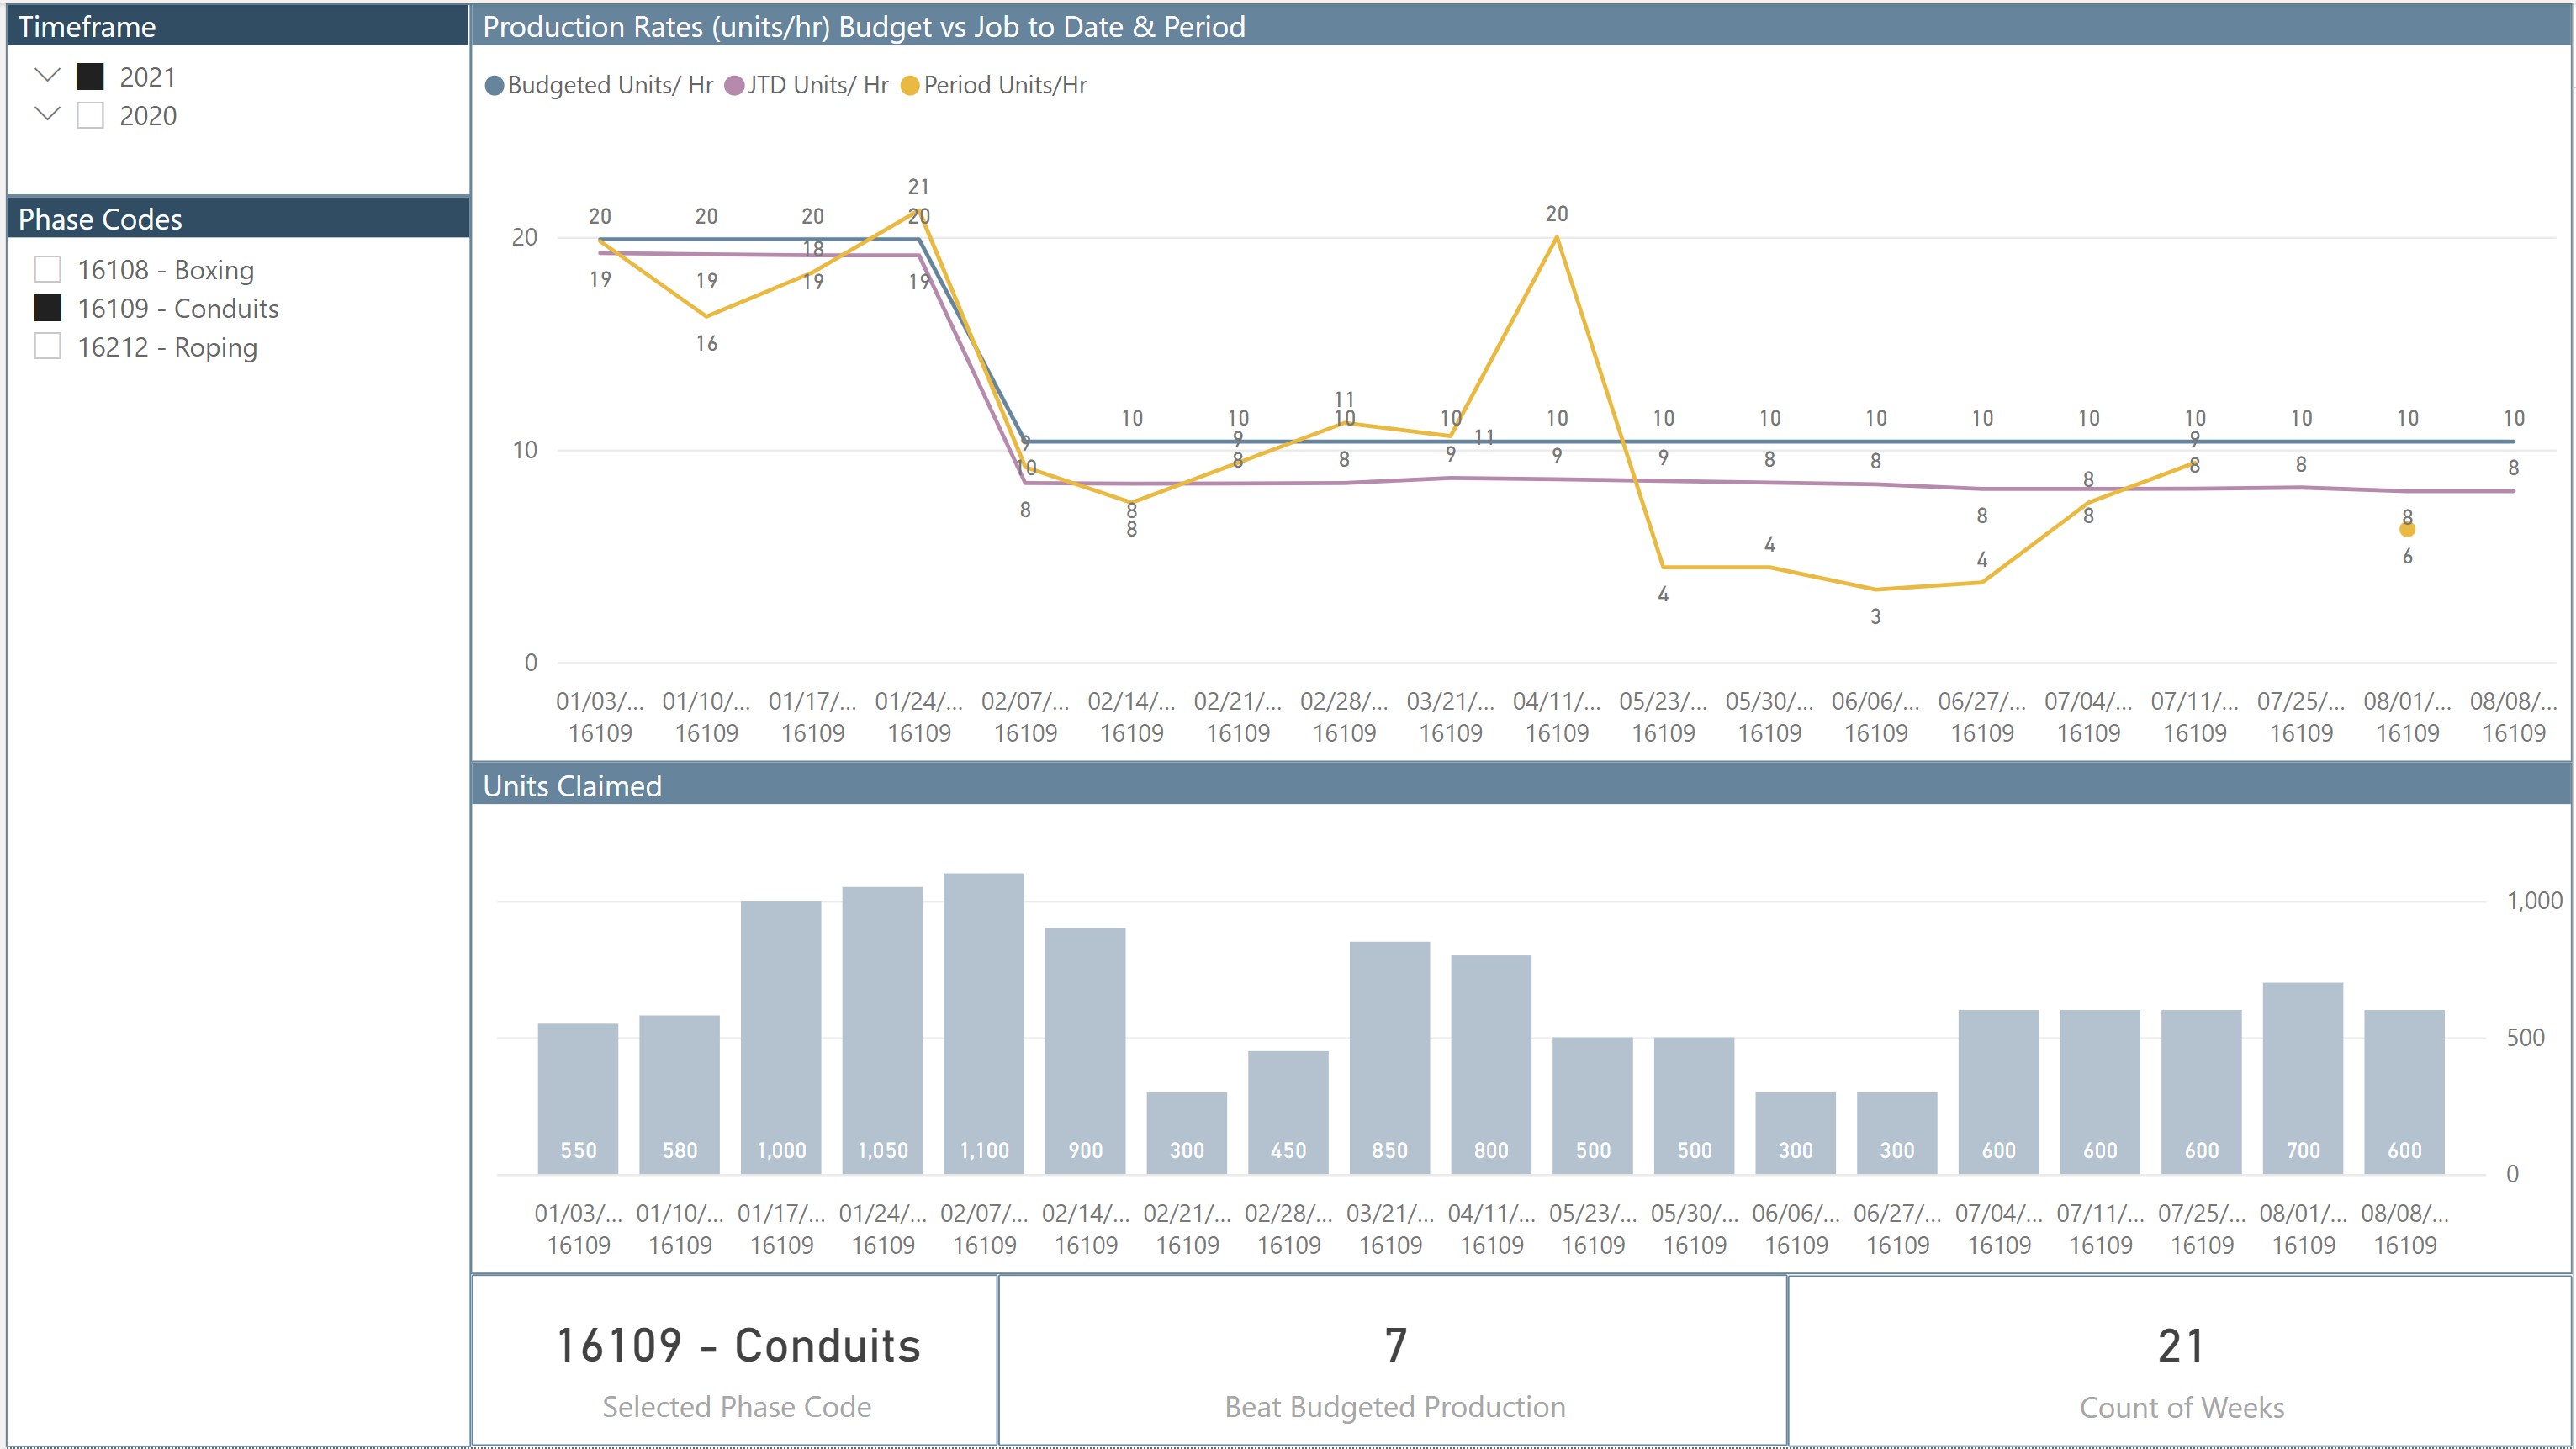 Timeframe
2021
2020
Phase Codes
16108 - Boxing
16109 - Conduits
16212 - Roping
Production Rates (units/hr) Budget vs Job to Date & Period
Budgeted Units/ Hr JTD Units/ Hr Period Units/Hr
21
20 20 20 20 20
18
19 19 19 19
16
11
10 10 10 10 10 10 10 10 10 10 10 10 10 10
9 9 11 9
10 8 8 9 9 9 8 8 8 8 8 8
8 8 8 8 8 8
8 4 4 6
4 3
20
10
0
01/03/... 01/10/... 01/17/... 01/24/... 02/07/... 02/14/... 02/21/... 02/28/... 03/21/... 04/11/... 05/23/... 05/30/... 06/06/... 06/27/... 07/04/... 07/11/... 07/25/... 08/01/... 08/08/...
16109 16109 16109 16109 16109 16109 16109 16109 16109 16109 16109 16109 16109 16109 16109 16109 16109 16109 16109
Units Claimed
1,000
500
0
550 580 1,000 1,050 1,100 900 300 450 850 800 500 500 300 300 600 600 600 700 600
01/03/... 01/10/... 01/17/... 01/24/... 02/07/... 02/14/... 02/21/... 02/28/... 03/21/... 04/11/... 05/23/... 05/30/... 06/06/... 06/27/... 07/04/... 07/11/... 07/25/... 08/01/... 08/08/...
16109 16109 16109 16109 16109 16109 16109 16109 16109 16109 16109 16109 16109 16109 16109 16109 16109 16109 16109
16109 - Conduits
Selected Phase Code
7
Beat Budgeted Production
21
Count of Weeks